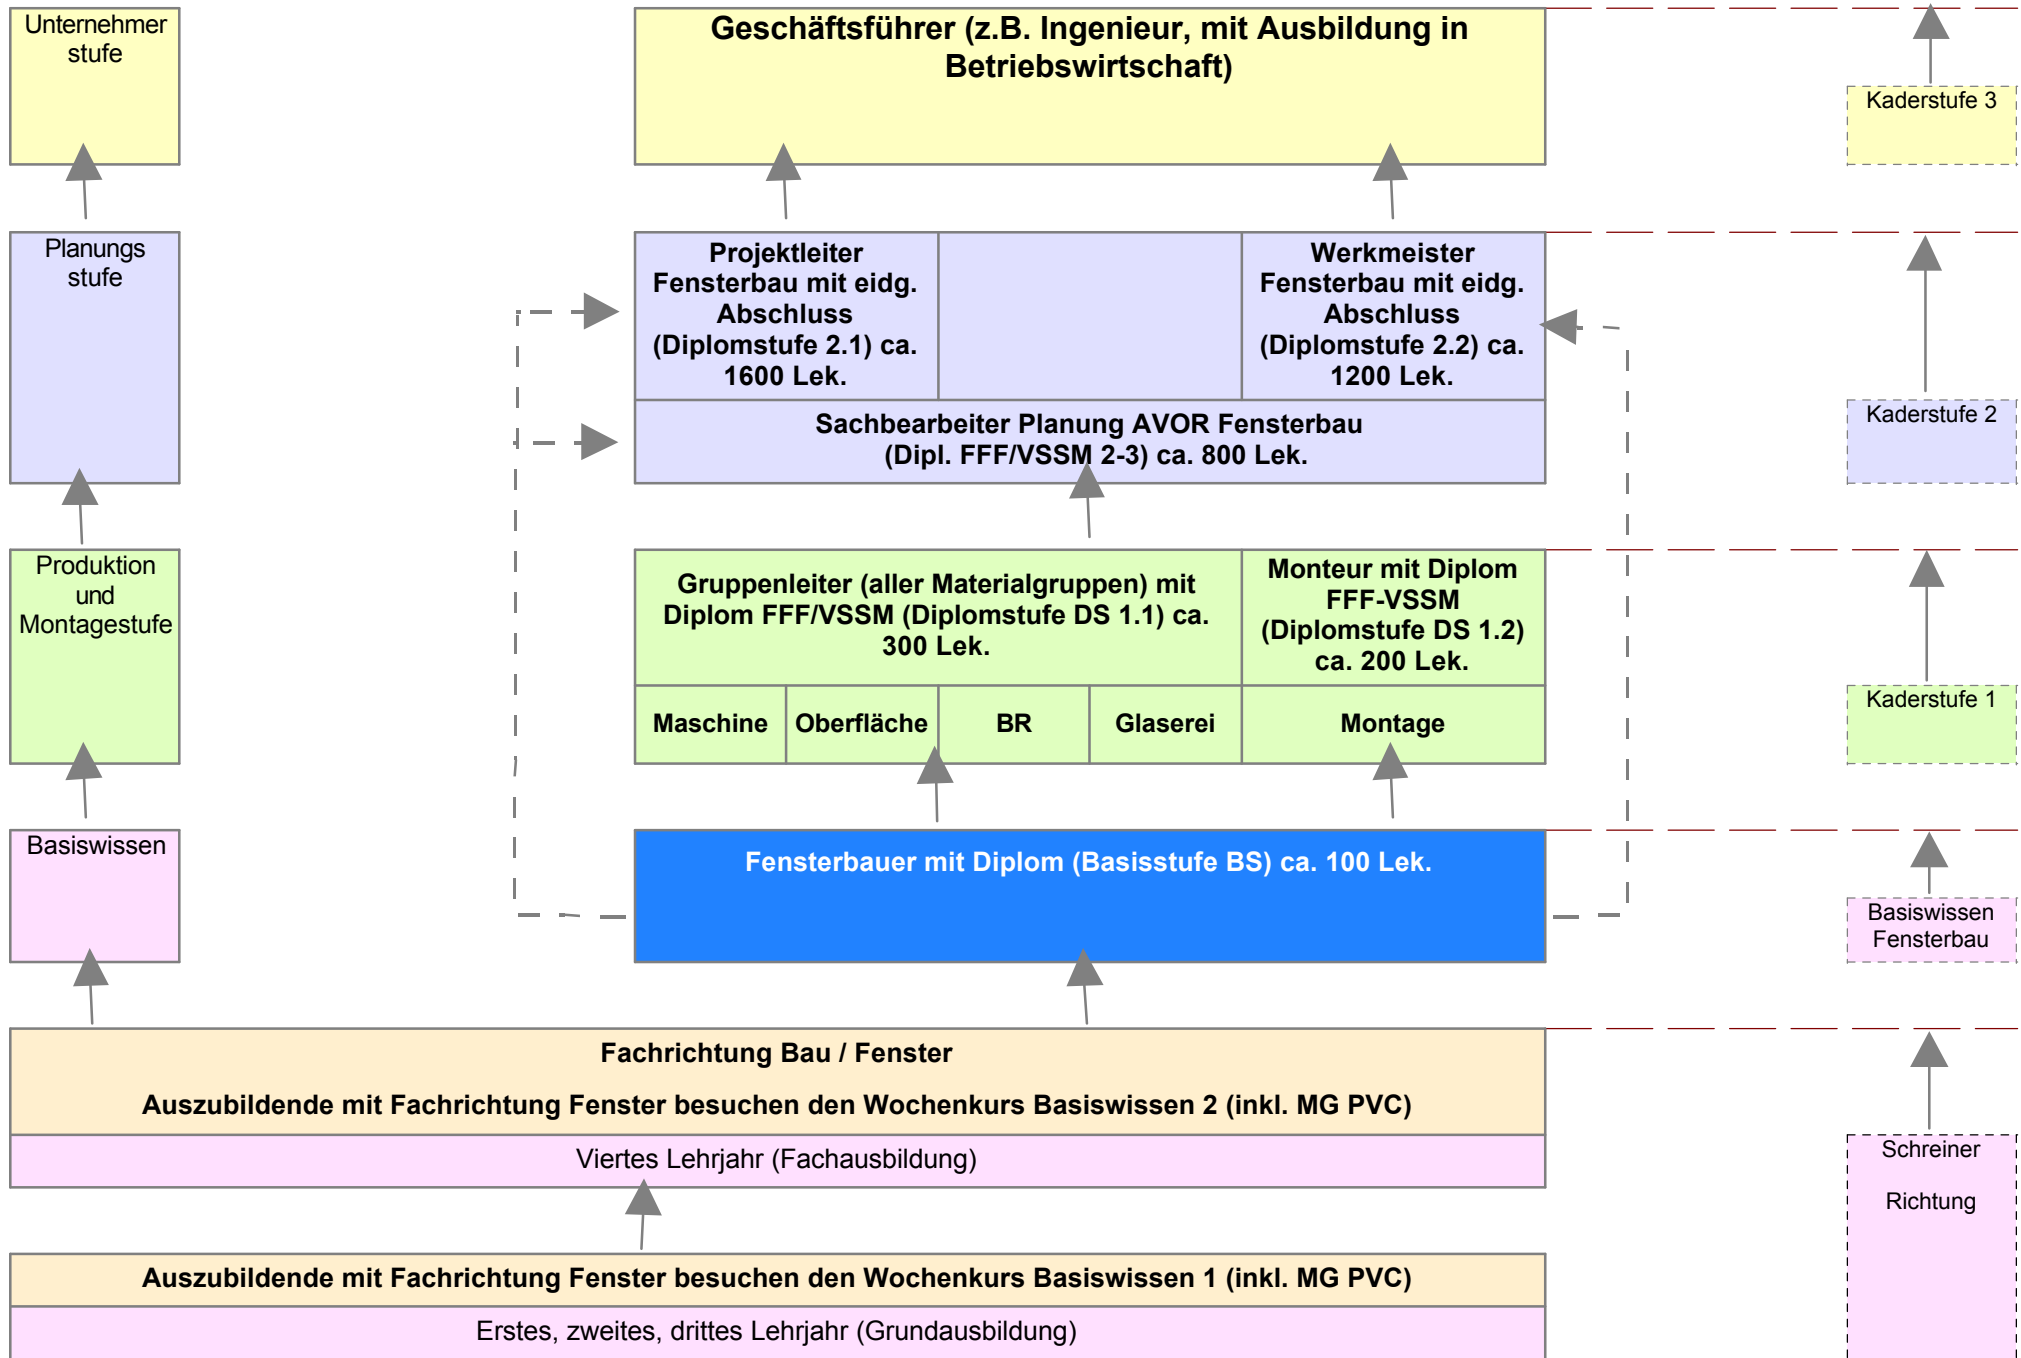 Unternehmer
stufe
Geschäftsführer (z.B. Ingenieur, mit Ausbildung in
Betriebswirtschaft)
Kaderstufe 3
Planungs
stufe
Projektleiter
Fensterbau mit eidg.
Abschluss
(Diplomstufe 2.1) ca.
1600 Lek.
Werkmeister
Fensterbau mit eidg.
Abschluss
(Diplomstufe 2.2) ca.
1200 Lek.
Sachbearbeiter Planung AVOR Fensterbau
(Dipl. FFF/VSSM 2-3) ca. 800 Lek.
Kaderstufe 2
Produktion
und
Montagestufe
Gruppenleiter (aller Materialgruppen) mit
Diplom FFF/VSSM (Diplomstufe DS 1.1) ca.
300 Lek.
Monteur mit Diplom
FFF-VSSM
(Diplomstufe DS 1.2)
ca. 200 Lek.
Maschine
Oberfläche
BR
Glaserei
Montage
Kaderstufe 1
Basiswissen
Fensterbauer mit Diplom (Basisstufe BS) ca. 100 Lek.
Basiswissen
Fensterbau
Fachrichtung Bau / Fenster
Auszubildende mit Fachrichtung Fenster besuchen den Wochenkurs Basiswissen 2 (inkl. MG PVC)
Viertes Lehrjahr (Fachausbildung)
Schreiner
Richtung
Auszubildende mit Fachrichtung Fenster besuchen den Wochenkurs Basiswissen 1 (inkl. MG PVC)
Erstes, zweites, drittes Lehrjahr (Grundausbildung)